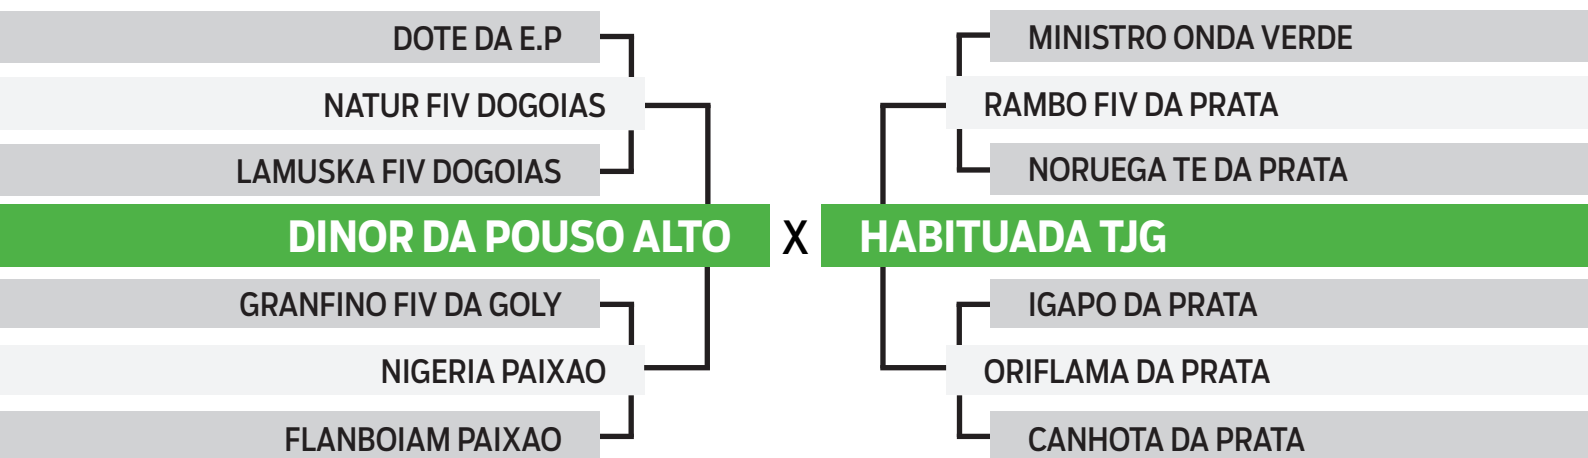 DOTE DA E.P
NATUR FIV DOGOIAS
LAMUSKA FIV DOGOIAS
DINOR DA POUSO ALTO
GRANFINO FIV DA GOLY
NIGERIA PAIXAO
FLANBOIAM PAIXAO
X
MINISTRO ONDA VERDE
RAMBO FIV DA PRATA
NORUEGA TE DA PRATA
HABITUADA TJG
IGAPO DA PRATA
ORIFLAMA DA PRATA
CANHOTA DA PRATA